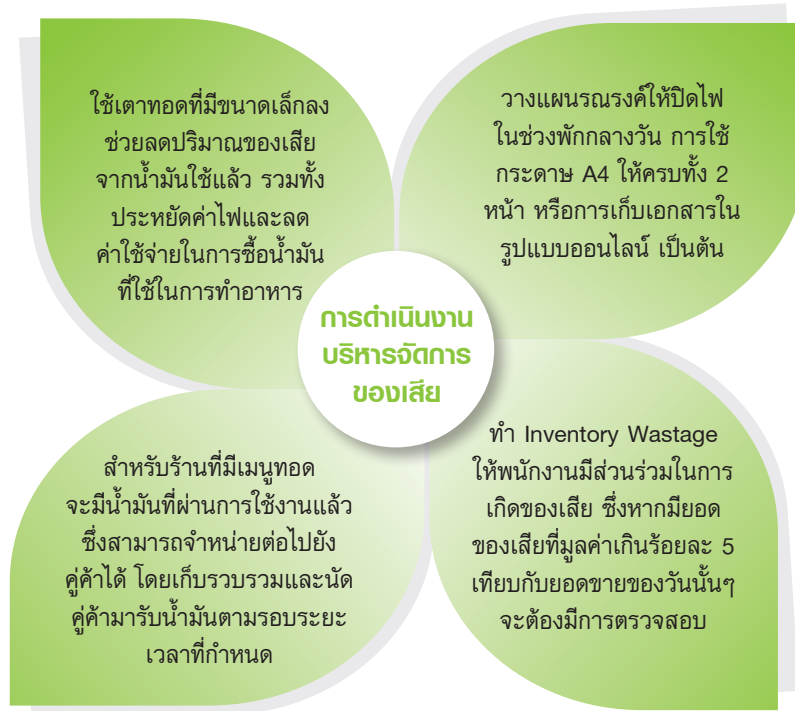 ใช้เตาทอดที่มีขนาดเล็กลง
ช่วยลดปริมาณของเสีย
จากน้ำมันใช้แล้ว รวมทั้ง
ประหยัดค่าไฟและลด
ค่าใช้จ่ายในการซื้อน้ำมัน
ที่ใช้ในการทำอาหาร
วางแผนรณรงค์ให้ปิดไฟ
ในช่วงพักกลางวัน การใช้
กระดาษ A4 ให้ครบทั้ง 2
หน้า หรือการเก็บเอกสารใน
รูปแบบออนไลน์ เป็นต้น
การดำเนินงาน
บริหารจัดการ
ของเสีย
สำหรับร้านที่มีเมนูทอด
จะมีน้ำมันที่ผ่านการใช้งานแล้ว
ซึ่งสามารถจำหน่ายต่อไปยัง
คู่ค้าได้ โดยเก็บรวบรวมและนัด
คู่ค้ามารับน้ำมันตามรอบระยะ
เวลาที่กำหนด
ทำ Inventory Wastage
ให้พนักงานมีส่วนร่วมในการ
เกิดของเสีย ซึ่งหากมียอด
ของเสียที่มูลค่าเกินร้อยละ 5
เทียบกับยอดขายของวันนั้นๆ
จะต้องมีการตรวจสอบ